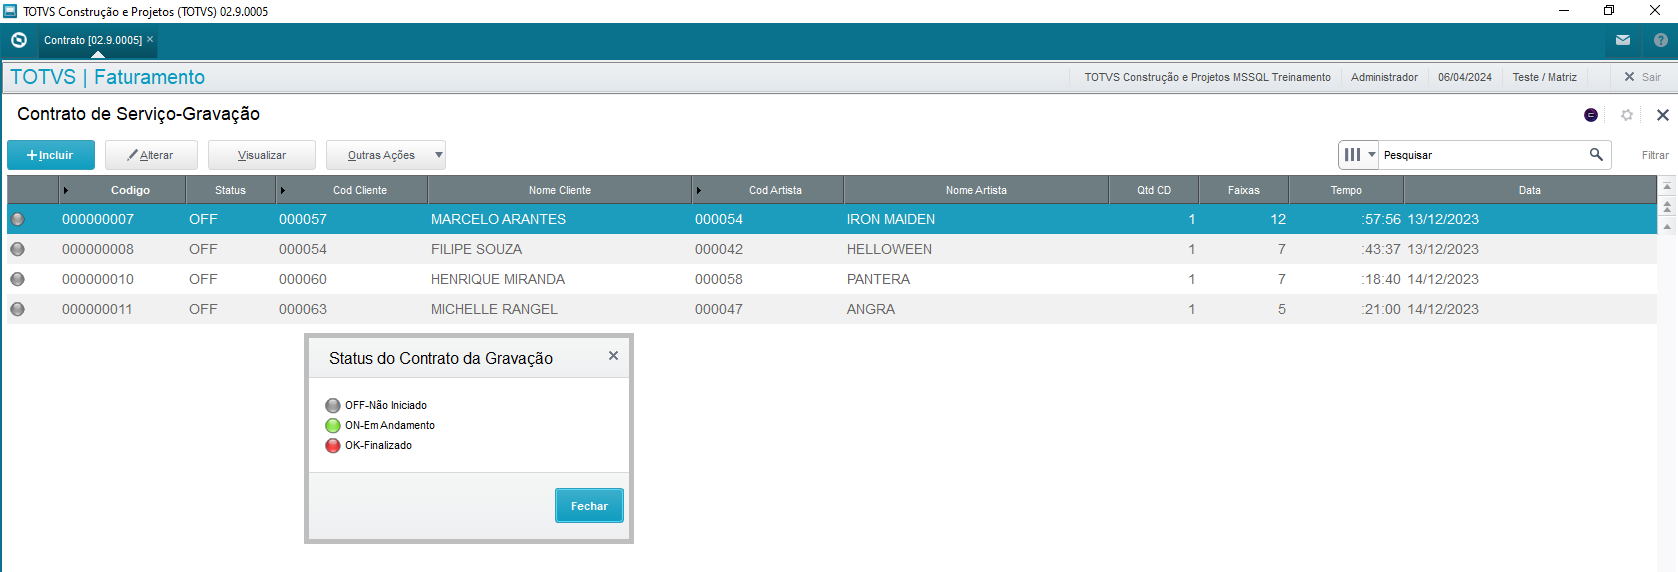 TOTVS Construção e Projetos (TOTVS) 02.9.0005
Contrato [02.9.0005]
TOTVS | Faturamento TOTVS Construção e Projetos MSSQL Treinamento Administrador 06/04/2024 Teste / Matriz Sair
Contrato de Serviço-Gravação
Incluir Alterar Visualizar Outras Ações Pesquisar Filtrar
Codigo Status Cod Cliente Nome Cliente Cod Artista Nome Artista Qtd CD Faixas Tempo Data
000000007 OFF 000057 MARCELO ARANTES 000054 IRON MAIDEN 1 12 :57:56 13/12/2023
000000008 OFF 000054 FILIPE SOUZA 000042 HELLOWEEN 1 7 :43:37 13/12/2023
000000010 OFF 000060 HENRIQUE MIRANDA 000058 PANTERA 1 7 :18:40 14/12/2023
000000011 OFF 000063 MICHELLE RANGEL 000047 ANGRA 1 5 :21:00 14/12/2023
Status do Contrato da Gravação
OFF-Não Iniciado
ON-Em Andamento
OK-Finalizado
Fechar